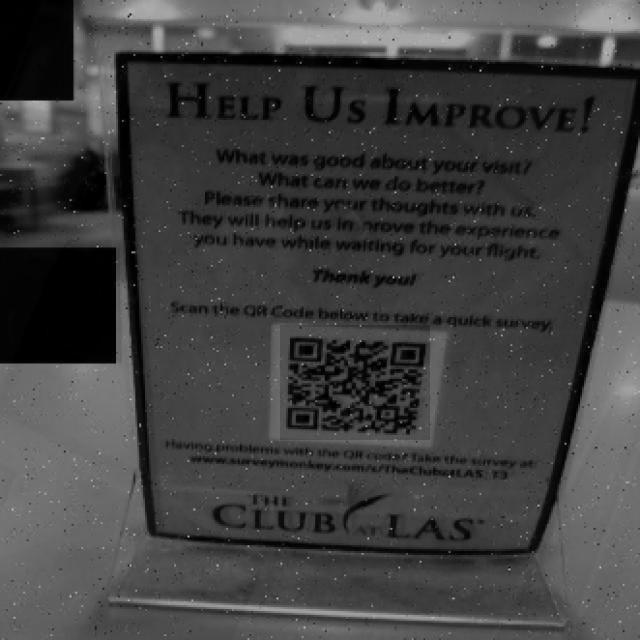 HELP US IMPROVE!
What was good about your visit?
What can we do better?
Please share your thoughts with us.
They will help us improve the experience
you have while waiting for your flight.
Thank you!
Scan the QR Code below to take a quick survey.
Having problems with the QR code? Take the survey at:
www.surveymonkey.com/r/TheClubatLAS_T3
THE
CLUB AT LAS